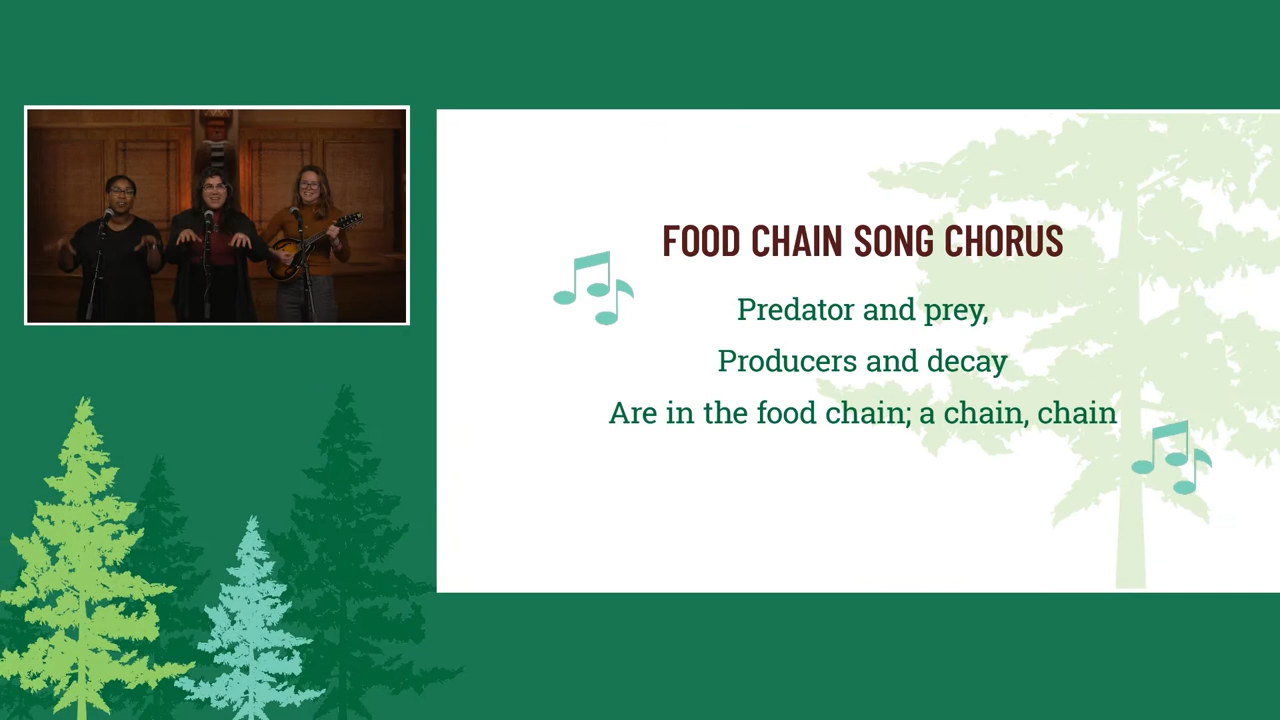 FOOD CHAIN SONG CHORUS
Predator and prey,
Producers and decay
Are in the food chain; a chain, chain